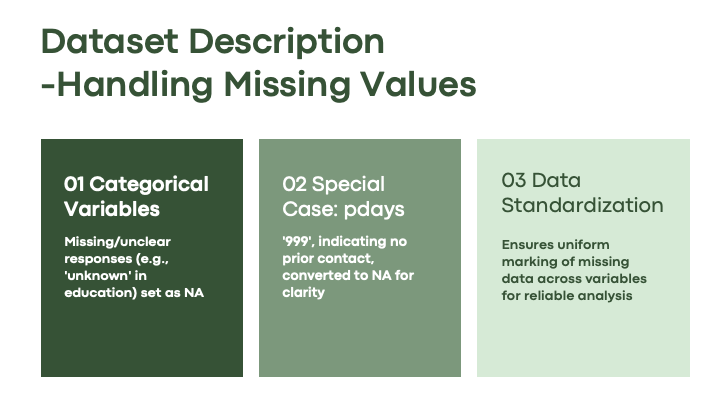 Dataset Description
-Handling Missing Values
01 Categorical
Variables
Missing/unclear
responses (e.g.,
'unknown' in
education) set as NA
02 Special
Case: pdays
'999', indicating no
prior contact,
converted to NA for
clarity
03 Data
Standardization
Ensures uniform
marking of missing
data across variables
for reliable analysis